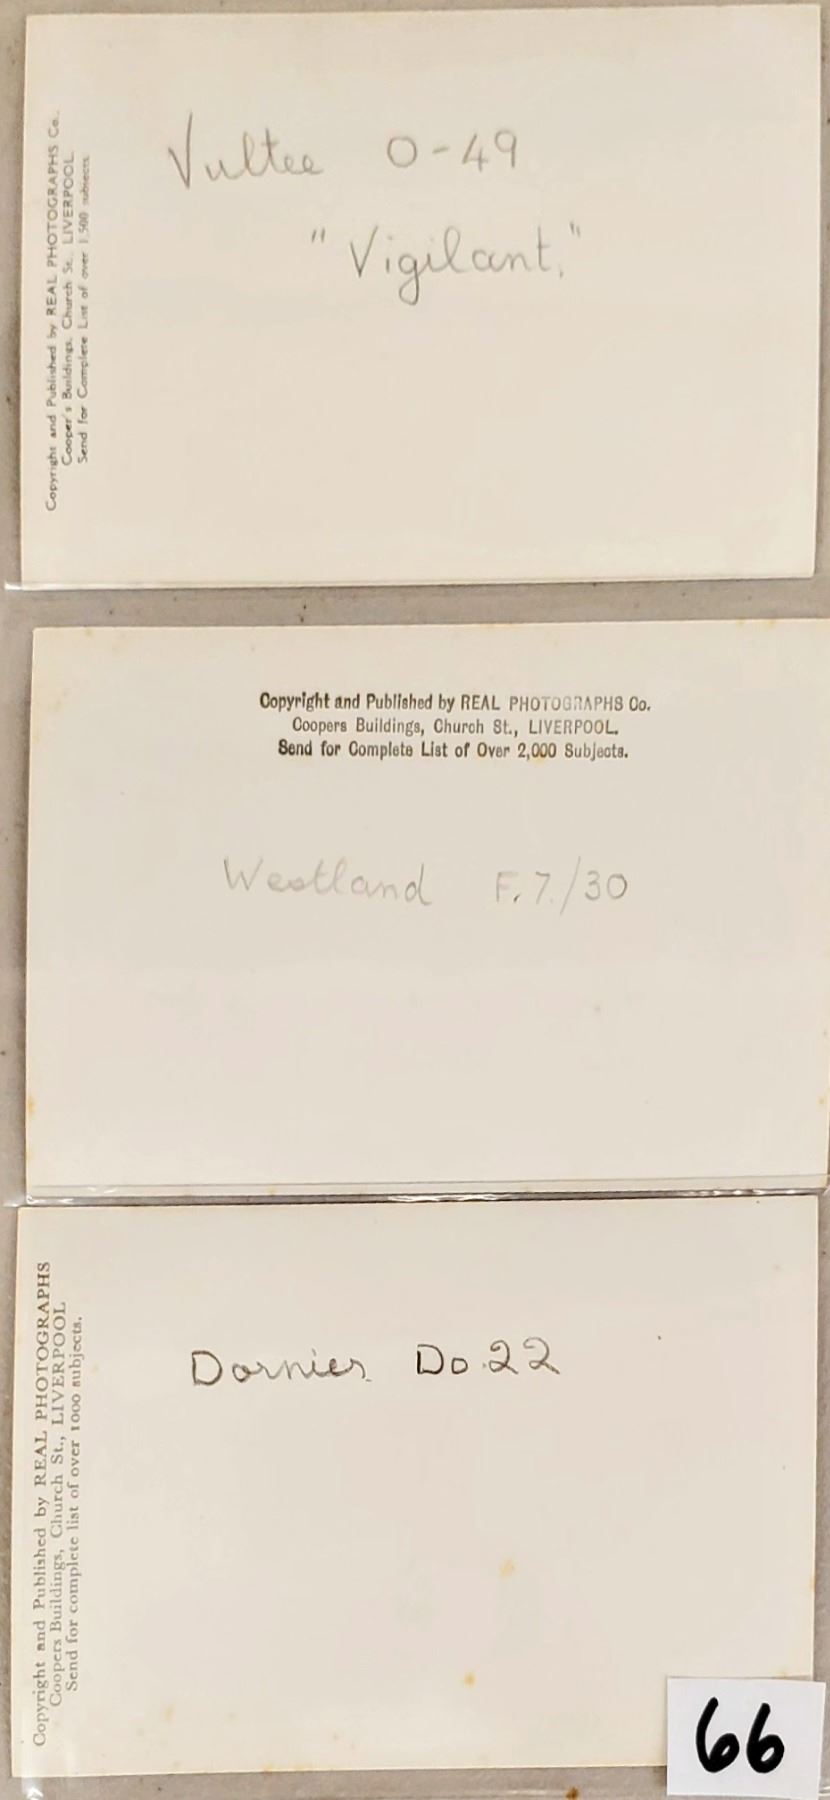 Copyright and Published by REAL PHOTOGRAPHS Co.,
Cooper's Buildings, Church St., LIVERPOOL.
Send for Complete List of over 1,500 subjects.
Vultee O-49
"Vigilant."
Copyright and Published by REAL PHOTOGRAPHS Co.
Coopers Buildings, Church St., LIVERPOOL.
Send for Complete List of Over 2,000 Subjects.
Westland F.7./30
Copyright and Published by REAL PHOTOGRAPHS
Coopers Buildings, Church St., LIVERPOOL
Send for complete list of over 1000 subjects.
Dornier Do.22
66